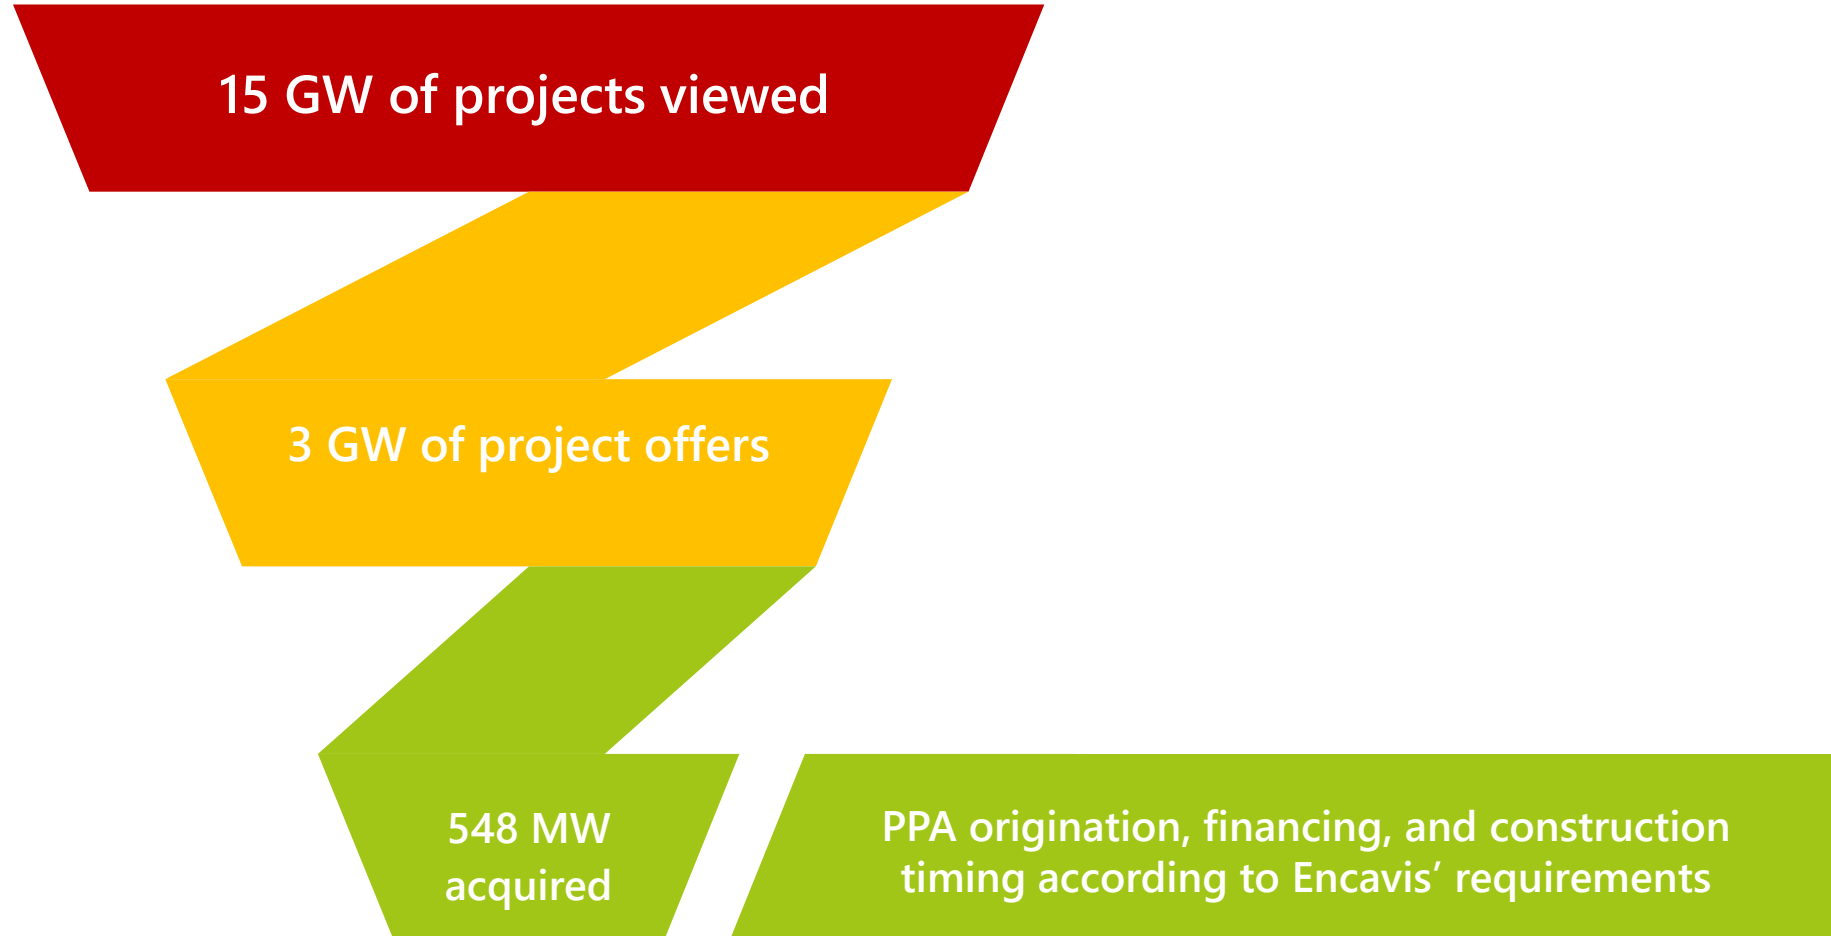 15 GW of projects viewed
3 GW of project offers
548 MW
acquired
PPA origination, financing, and construction
timing according to Encavis’ requirements